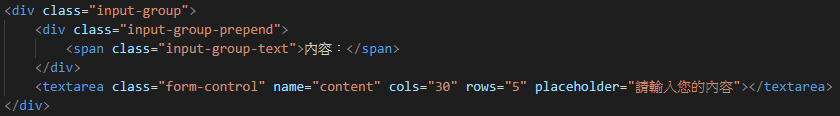 <div class="input-group">
    <div class="input-group-prepend">
        <span class="input-group-text">內容：</span>
    </div>
    <textarea class="form-control" name="content" cols="30" rows="5" placeholder="請輸入您的內容"></textarea>
</div>